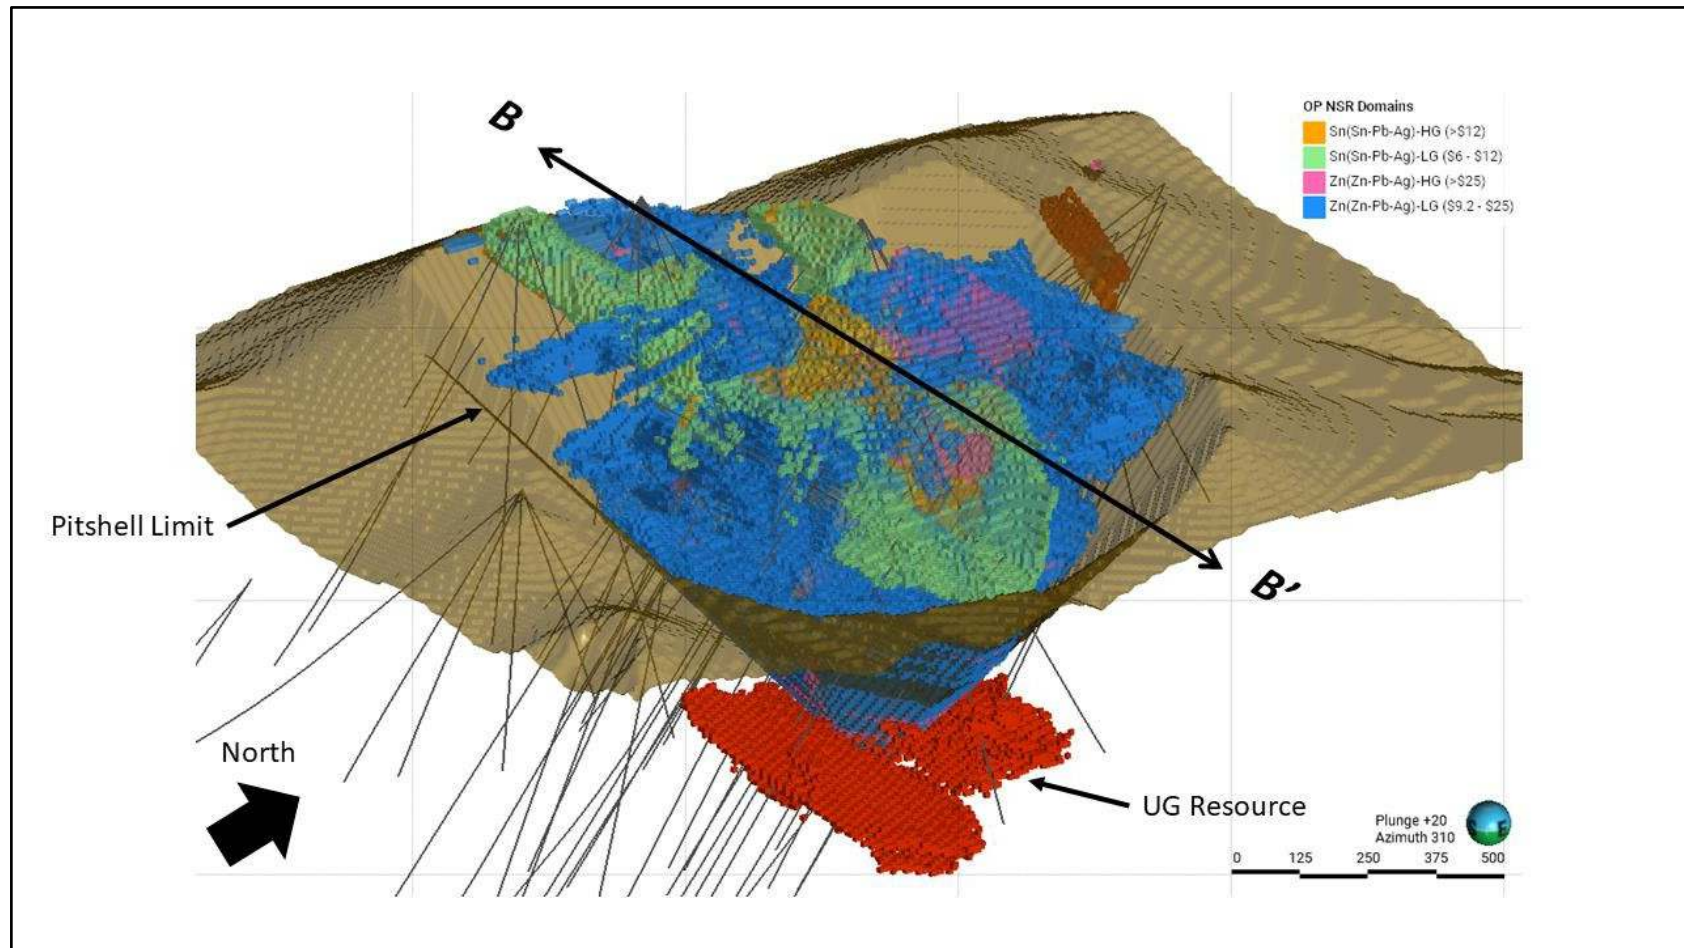 B
OP NSR Domains
Sn(Sn-Pb-Ag)-HG (>$12)
Sn(Sn-Pb-Ag)-LG ($6 - $12)
Zn(Zn-Pb-Ag)-HG (>$25)
Zn(Zn-Pb-Ag)-LG ($9.2 - $25)
Pitshell Limit
B’
North
UG Resource
Plunge +20
Azimuth 310
0 125 250 375 500